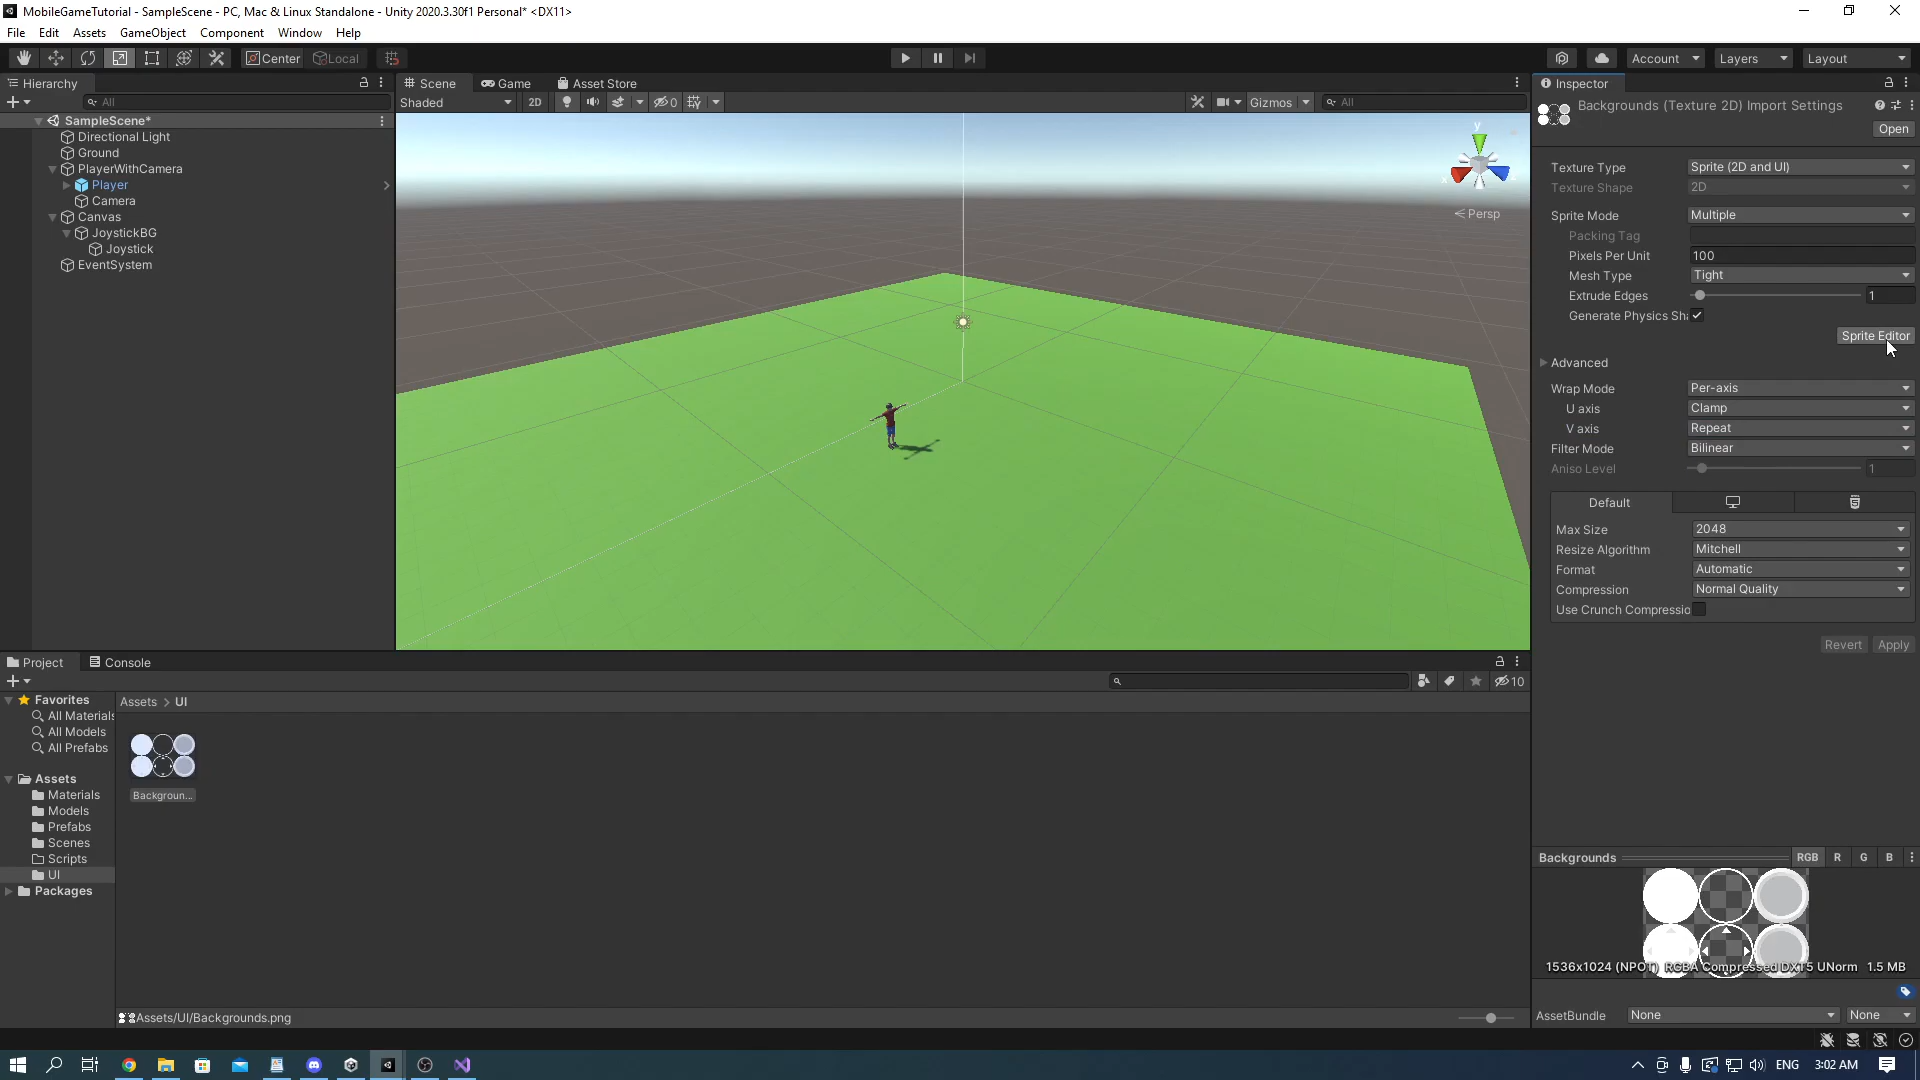 MobileGameTutorial - SampleScene - PC, Mac & Linux Standalone - Unity 2020.3.30f1 Personal* <DX11>
File Edit Assets GameObject Component Window Help
Center Local Account Layers Layout
Hierarchy
All
SampleScene*
Directional Light
Ground
PlayerWithCamera
Player
Camera
Canvas
JoystickBG
Joystick
EventSystem
Scene Game Asset Store
Shaded 2D 0 Gizmos All
y
Persp
Inspector
Backgrounds (Texture 2D) Import Settings
Open
Texture Type Sprite (2D and UI)
Texture Shape 2D
Sprite Mode Multiple
Packing Tag
Pixels Per Unit 100
Mesh Type Tight
Extrude Edges 1
Generate Physics Sha
Sprite Editor
Advanced
Wrap Mode Per-axis
U axis Clamp
V axis Repeat
Filter Mode Bilinear
Aniso Level 1
Default
Max Size 2048
Resize Algorithm Mitchell
Format Automatic
Compression Normal Quality
Use Crunch Compressio
Revert Apply
Project Console
10
Favorites
All Materials
All Models
All Prefabs
Assets
Materials
Models
Prefabs
Scenes
Scripts
UI
Packages
Assets > UI
Backgroun...
Assets/UI/Backgrounds.png
Backgrounds RGB R G B
1536x1024 (NPOT) RGBA Compressed DXT5 UNorm 1.5 MB
AssetBundle None None
ENG 3:02 AM